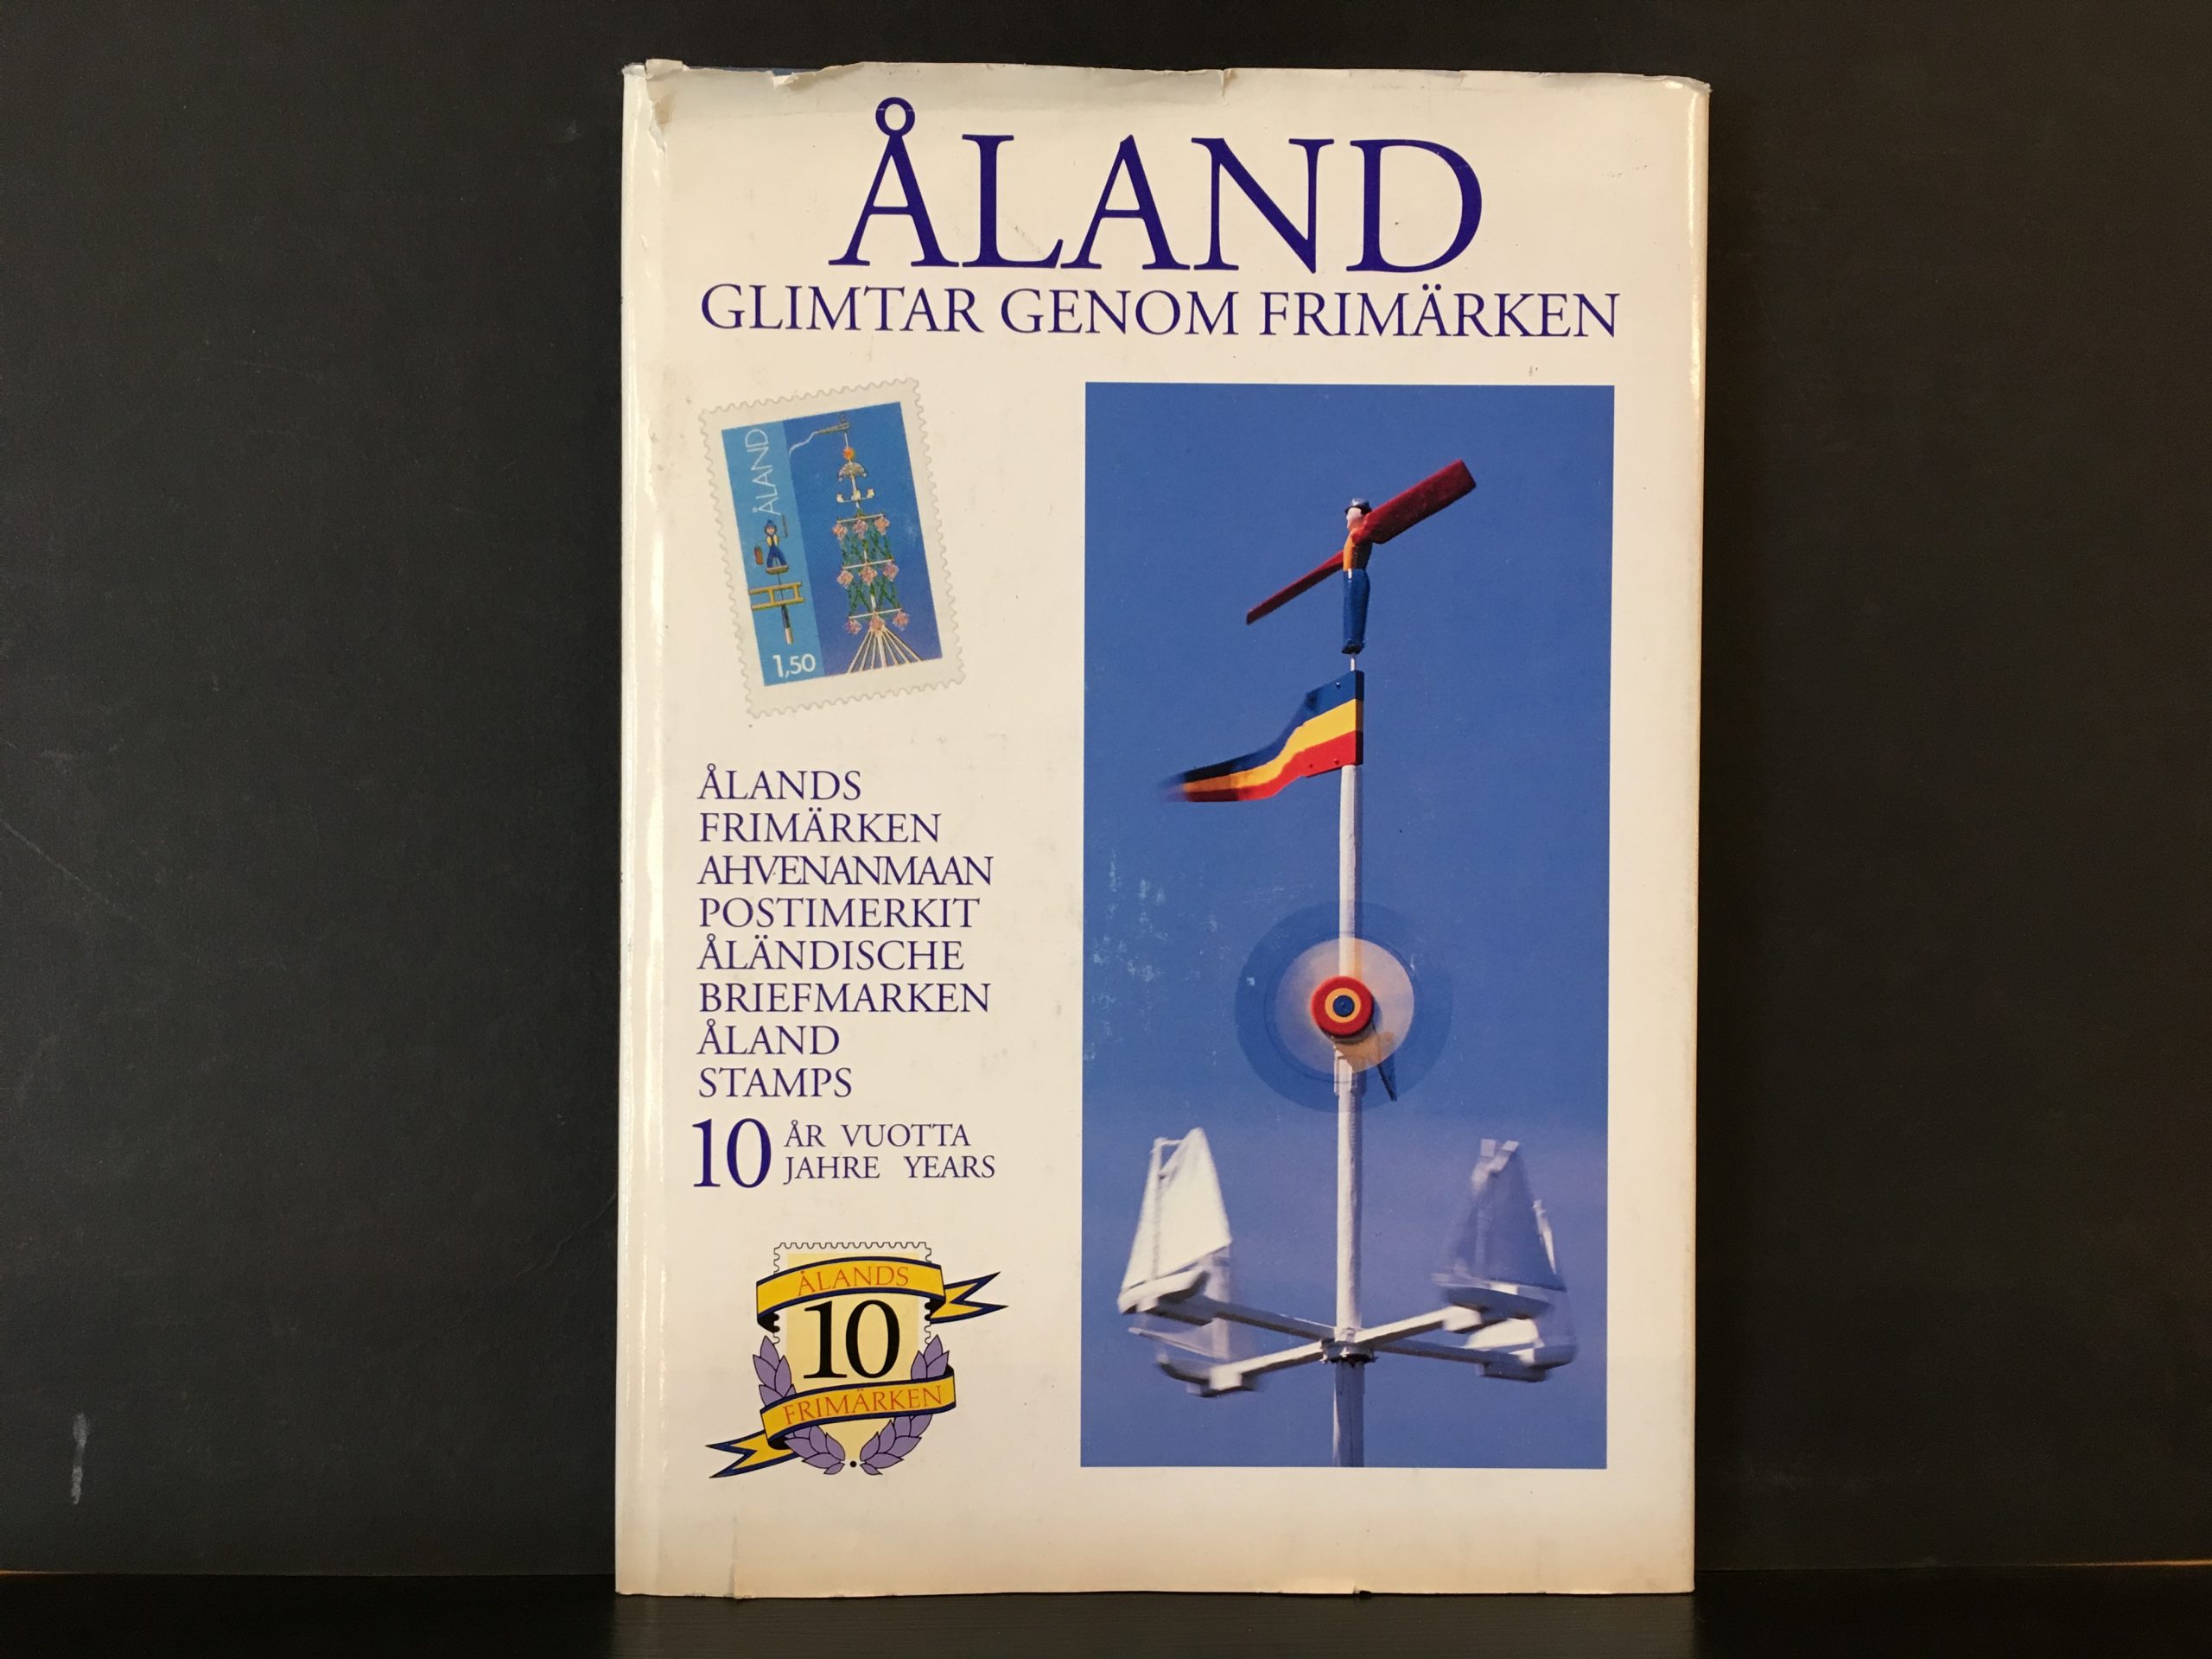 ÅLAND
GLIMTAR GENOM FRIMÄRKEN
ÅLAND
1,50
ÅLANDS
FRIMÄRKEN
AHVENANMAAN
POSTIMERKIT
ÅLÄNDISCHE
BRIEFMARKEN
ÅLAND
STAMPS
10 ÅR VUOTTA
JAHRE YEARS
ÅLANDS
10
FRIMÄRKEN